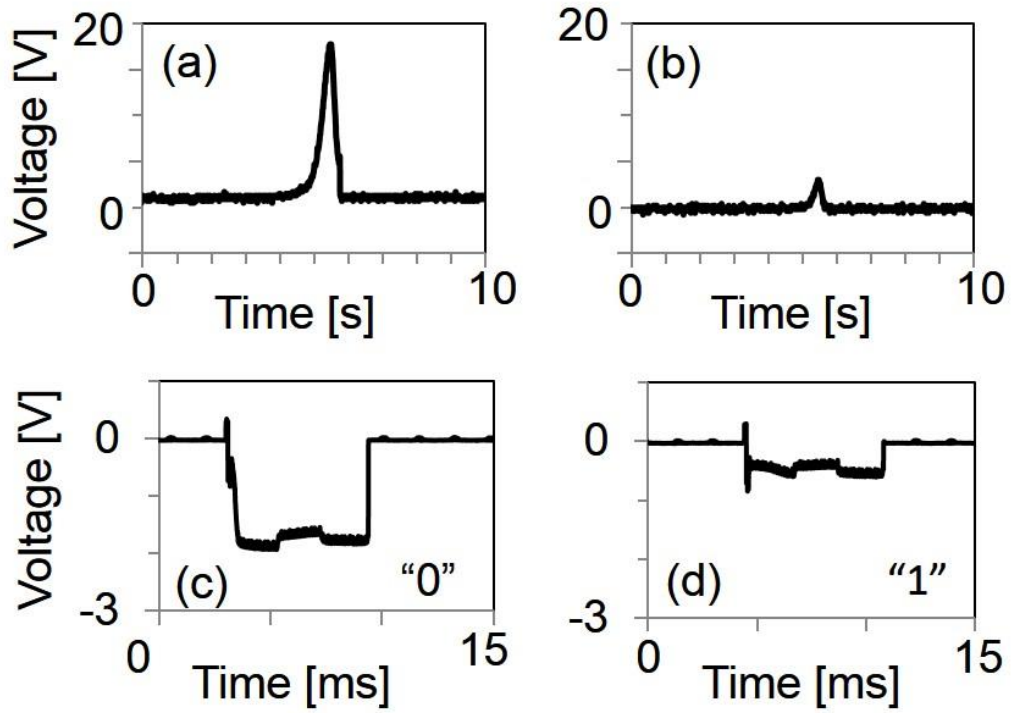 20
Voltage [V]
(a)
0
0
10
Time [s]
20
(b)
0
0
10
Time [s]
0
Voltage [V]
(c)
“0”
-3
0
15
Time [ms]
0
(d)
“1”
-3
0
15
Time [ms]